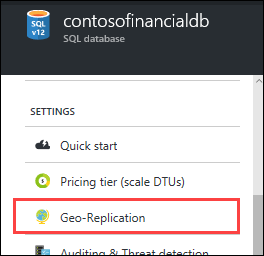 SQL
v12
contosofinancialdb
SQL database
SETTINGS
Quick start
Pricing tier (scale DTUs)
Geo-Replication
Auditing & Threat detection